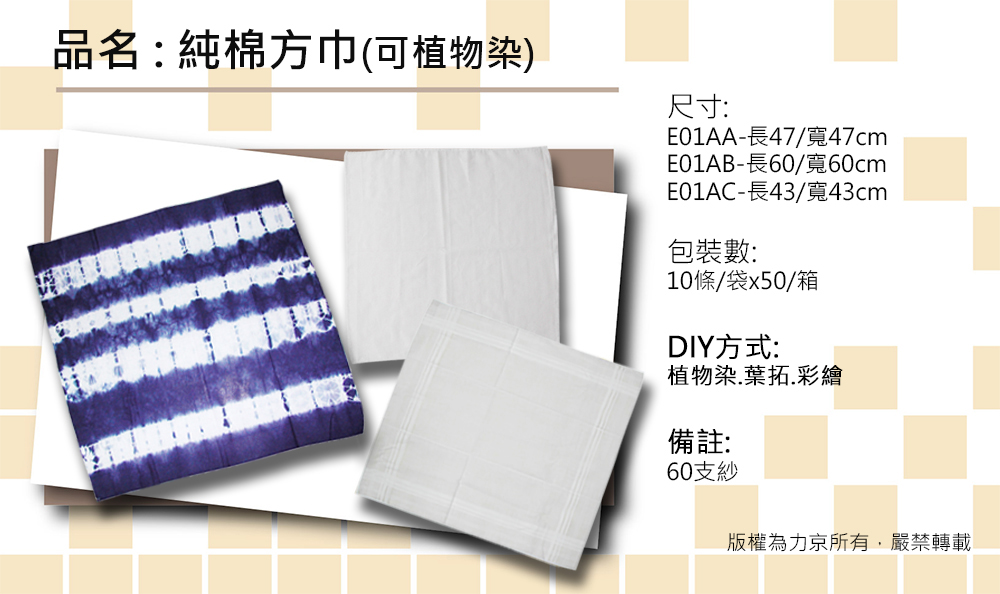 品名:純棉方巾(可植物染)
尺寸:
E01AA-長47/寬47cm
E01AB-長60/寬60cm
E01AC-長43/寬43cm
包裝數:
10條/袋x50/箱
DIY方式:
植物染.葉拓.彩繪
備註:
60支紗
版權為力京所有，嚴禁轉載